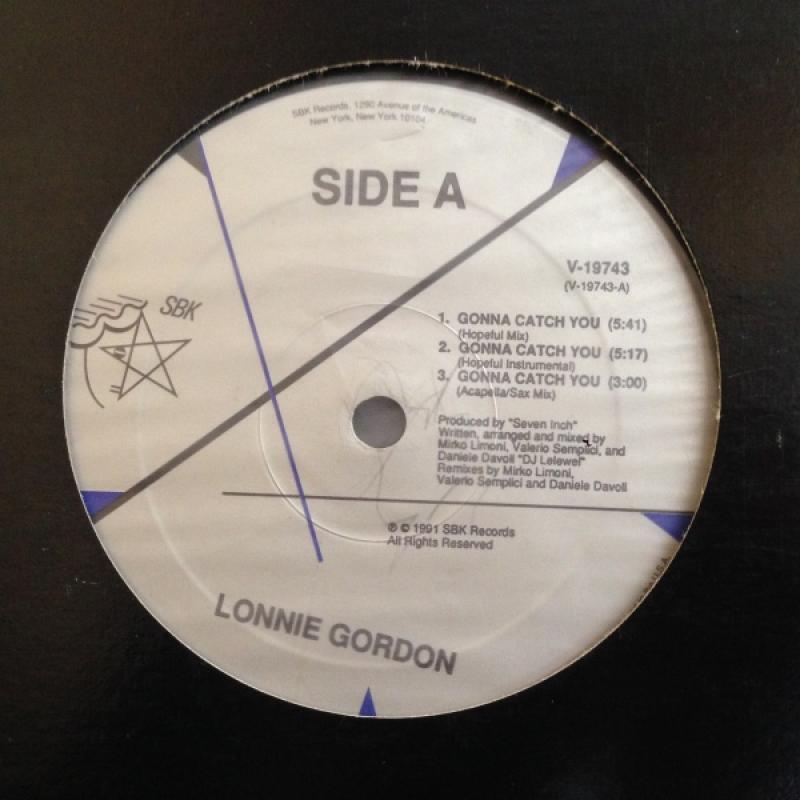 SBK Records, 1290 Avenue of the Americas
New York, New York 10104
SIDE A
SBK
V-19743
(V-19743-A)
1. GONNA CATCH YOU (5:41)
(Hopeful Mix)
2. GONNA CATCH YOU (5:17)
(Hopeful Instrumental)
3. GONNA CATCH YOU (3:00)
(Acapella/Sax Mix)
Produced by "Seven Inch"
Written, arranged and mixed by
Mirko Limoni, Valerio Semplici, and
Daniele Davoli "DJ Lelewel"
Remixes by Mirko Limoni,
Valerio Semplici and Daniele Davoli
℗ © 1991 SBK Records
All Rights Reserved
LONNIE GORDON
USA